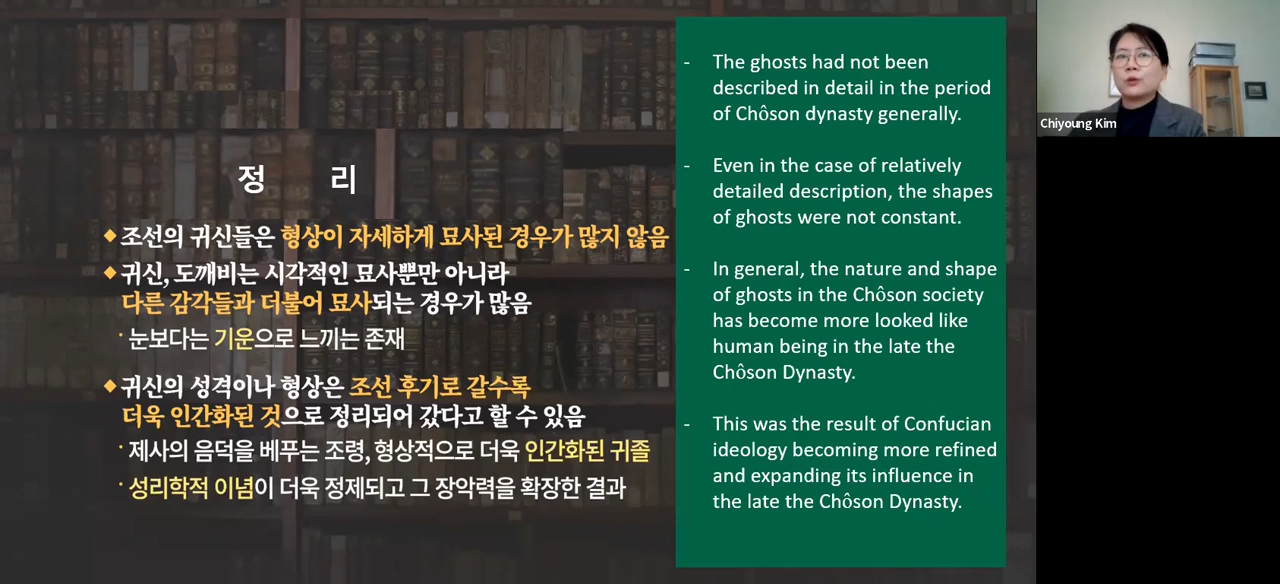 정 리
◆조선의 귀신들은 형상이 자세하게 묘사된 경우가 많지 않음
◆귀신, 도깨비는 시각적인 묘사뿐만 아니라
다른 감각들과 더불어 묘사되는 경우가 많음
· 눈보다는 기운으로 느끼는 존재
◆귀신의 성격이나 형상은 조선 후기로 갈수록
더욱 인간화된 것으로 정리되어 갔다고 할 수 있음
· 제사의 음덕을 베푸는 조령, 형상적으로 더욱 인간화된 귀졸
· 성리학적 이념이 더욱 정제되고 그 장악력을 확장한 결과
- The ghosts had not been
described in detail in the period
of Chôson dynasty generally.
- Even in the case of relatively
detailed description, the shapes
of ghosts were not constant.
- In general, the nature and shape
of ghosts in the Chôson society
has become more looked like
human being in the late the
Chôson Dynasty.
- This was the result of Confucian
ideology becoming more refined
and expanding its influence in
the late the Chôson Dynasty.
Chiyoung Kim